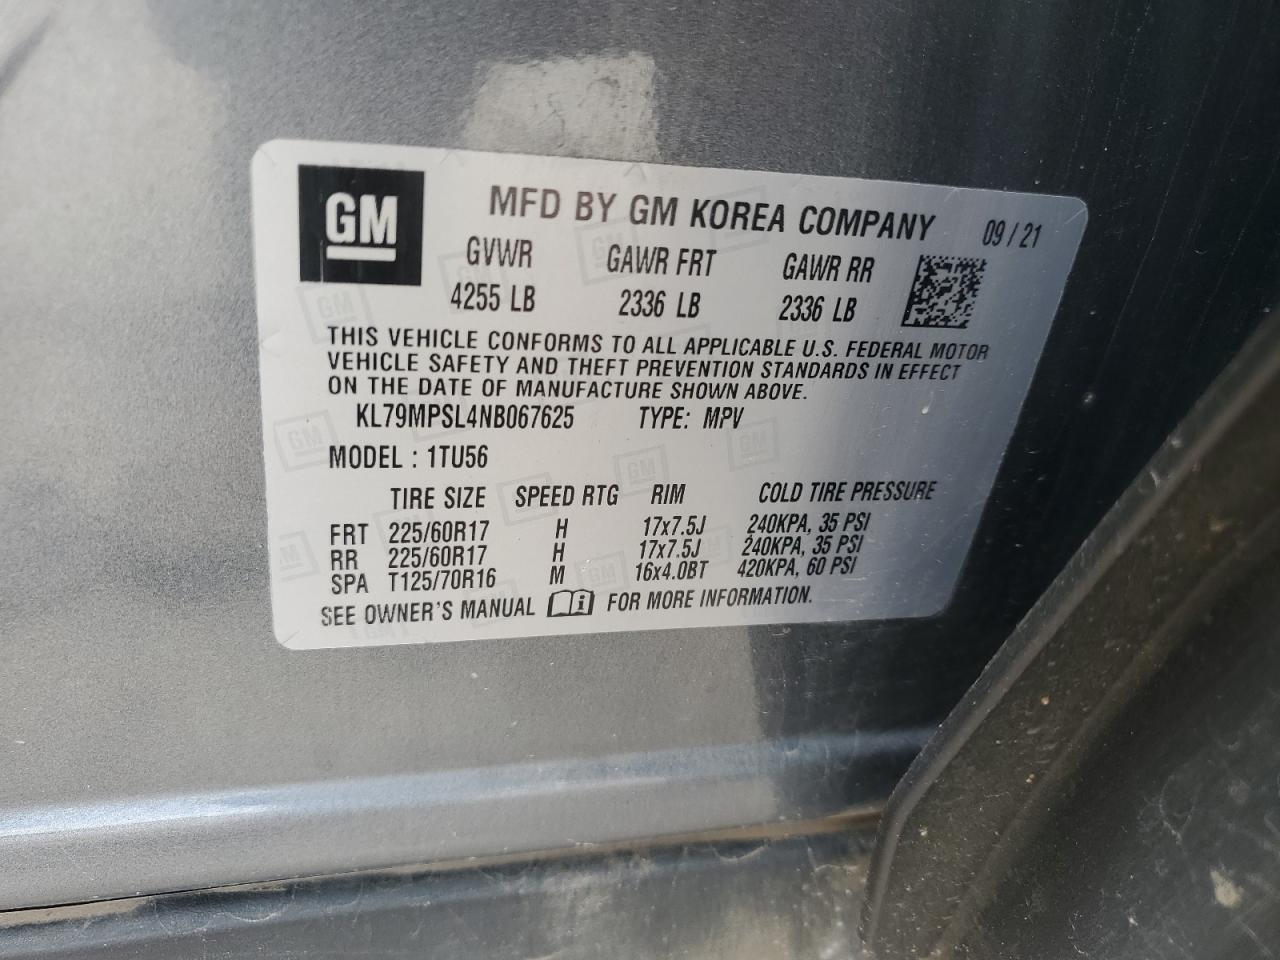 GM
MFD BY GM KOREA COMPANY 09 / 21
GVWR GAWR FRT GAWR RR
4255 LB 2336 LB 2336 LB
THIS VEHICLE CONFORMS TO ALL APPLICABLE U.S. FEDERAL MOTOR
VEHICLE SAFETY AND THEFT PREVENTION STANDARDS IN EFFECT
ON THE DATE OF MANUFACTURE SHOWN ABOVE.
KL79MPSL4NB067625 TYPE: MPV
MODEL : 1TU56
TIRE SIZE SPEED RTG RIM COLD TIRE PRESSURE
FRT 225/60R17 H 17x7.5J 240KPA, 35 PSI
RR 225/60R17 H 17x7.5J 240KPA, 35 PSI
SPA T125/70R16 M 16x4.0BT 420KPA, 60 PSI
SEE OWNER'S MANUAL FOR MORE INFORMATION.